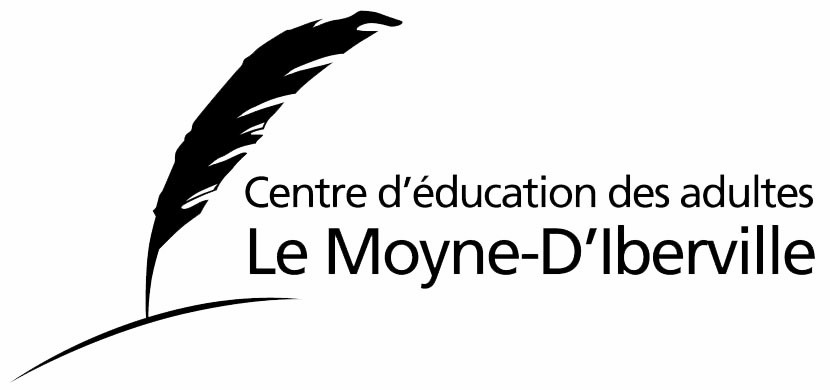 Centre d’éducation des adultes
Le Moyne-D’Iberville